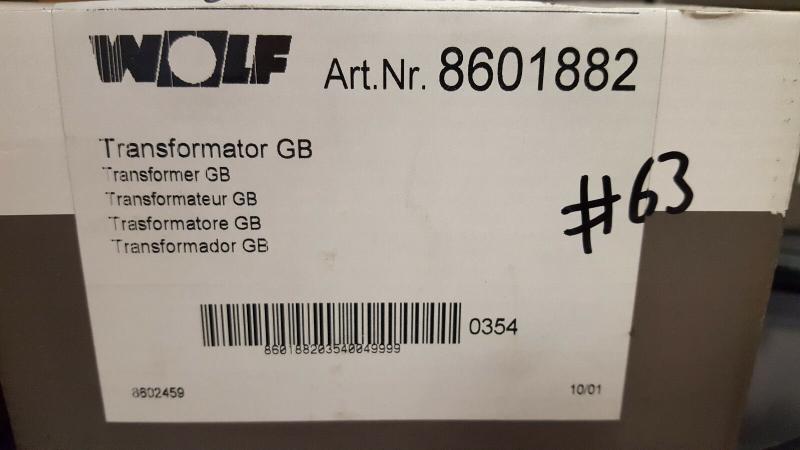 WOLF Art.Nr. 8601882
Transformator GB
Transformer GB
Transformateur GB
Trasformatore GB
Transformador GB
#63
0354
860188203540049999
8602459 10/01